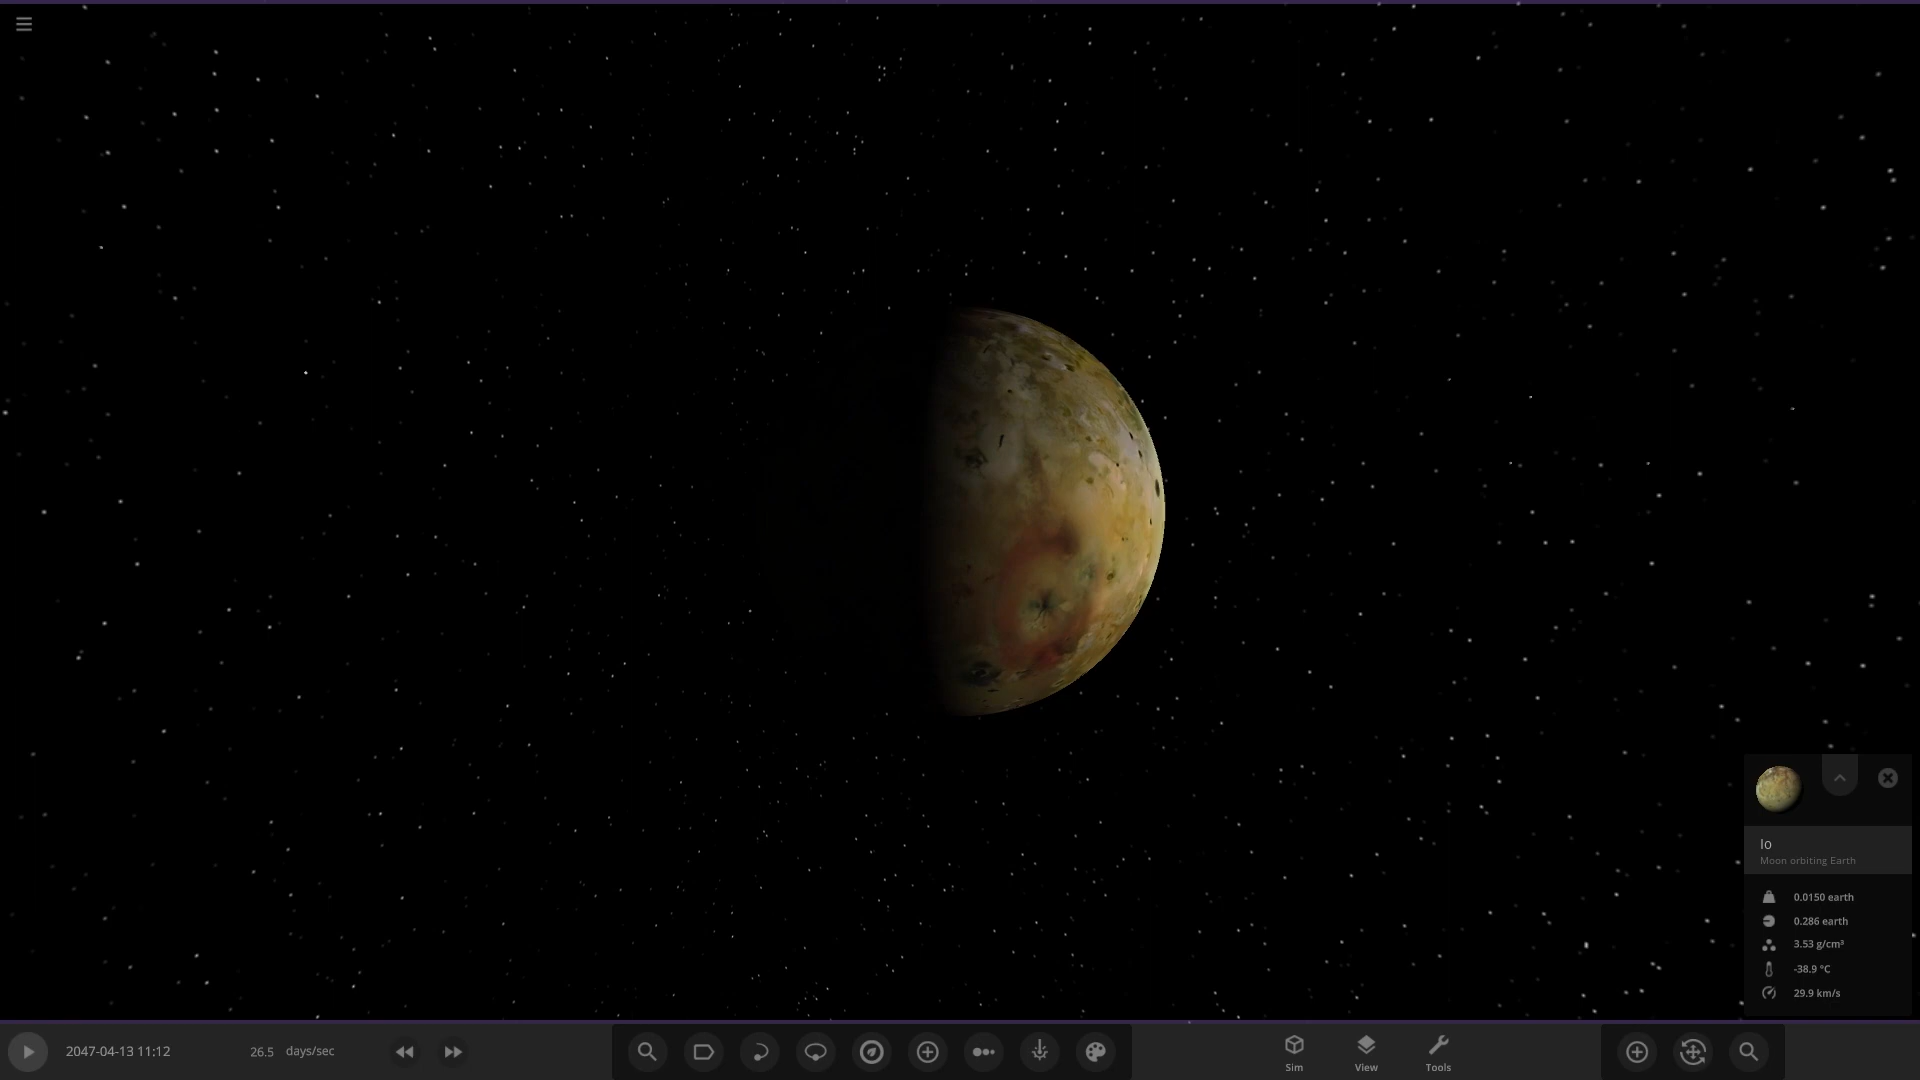 Io
Moon orbiting Earth
0.0150 earth
0.286 earth
3.53 g/cm³
-38.9 °C
29.9 km/s
2047-04-13 11:12
26.5 days/sec
Sim
View
Tools